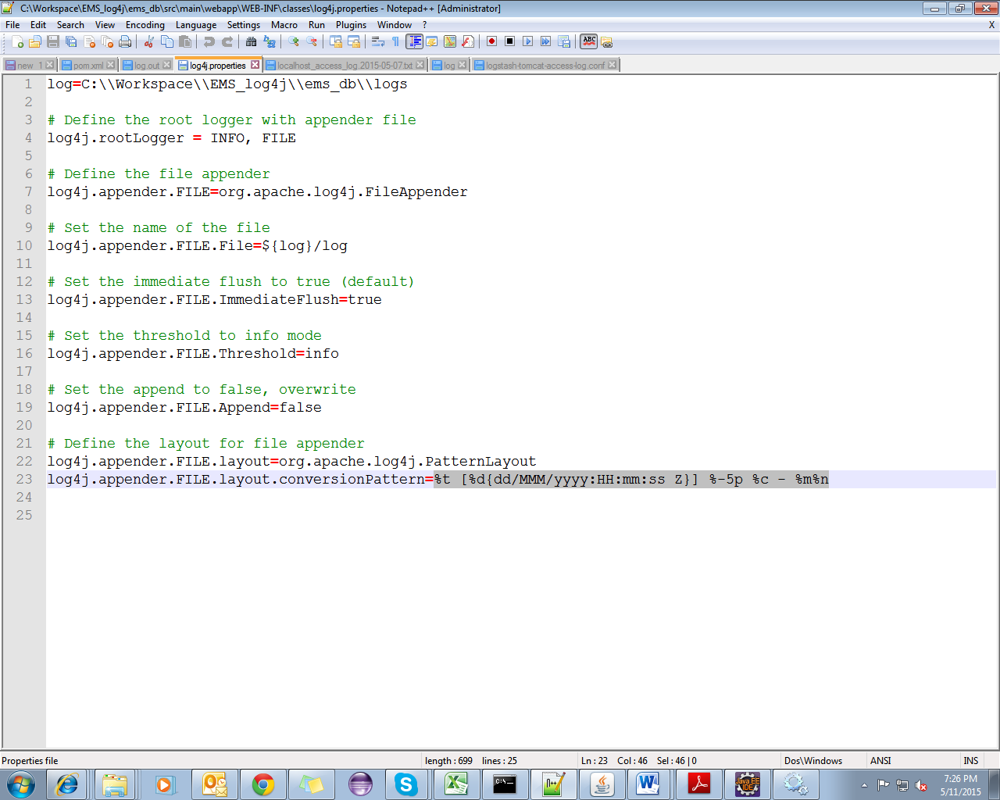 C:\Workspace\EMS_log4j\ems_db\src\main\webapp\WEB-INF\classes\log4j.properties - Notepad++ [Administrator]
File Edit Search View Encoding Language Settings Macro Run Plugins Window ? X
new 1 pom.xml log.out log4j.properties localhost_access_log.2015-05-07.txt log logstash-tomcat-access-log.conf
1 log=C:\\Workspace\\EMS_log4j\\ems_db\\logs
2
3 # Define the root logger with appender file
4 log4j.rootLogger = INFO, FILE
5
6 # Define the file appender
7 log4j.appender.FILE=org.apache.log4j.FileAppender
8
9 # Set the name of the file
10 log4j.appender.FILE.File=${log}/log
11
12 # Set the immediate flush to true (default)
13 log4j.appender.FILE.ImmediateFlush=true
14
15 # Set the threshold to info mode
16 log4j.appender.FILE.Threshold=info
17
18 # Set the append to false, overwrite
19 log4j.appender.FILE.Append=false
20
21 # Define the layout for file appender
22 log4j.appender.FILE.layout=org.apache.log4j.PatternLayout
23 log4j.appender.FILE.layout.conversionPattern=%t [%d{dd/MMM/yyyy:HH:mm:ss Z}] %-5p %c - %m%n
24
25
Properties file length : 699 lines : 25 Ln : 23 Col : 46 Sel : 46 | 0 Dos\Windows ANSI INS
7:26 PM
5/11/2015